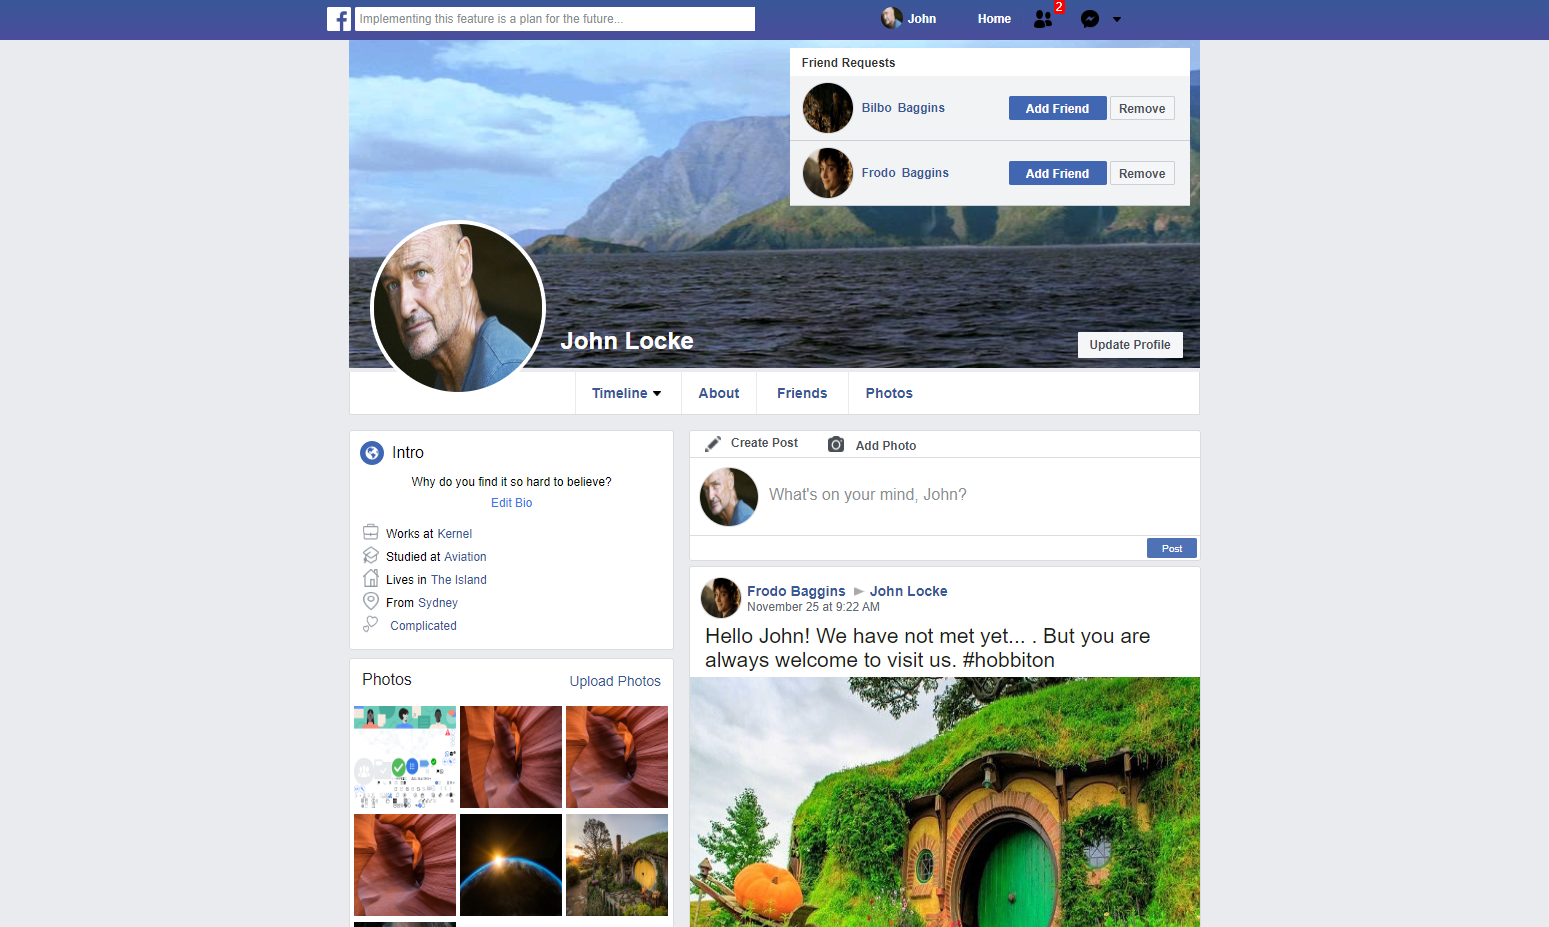 Implementing this feature is a plan for the future...
John
Home
2
Friend Requests
Bilbo Baggins
Add Friend
Remove
Frodo Baggins
Add Friend
Remove
John Locke
Update Profile
Timeline
About
Friends
Photos
Intro
Why do you find it so hard to believe?
Edit Bio
Works at Kernel
Studied at Aviation
Lives in The Island
From Sydney
Complicated
Photos
Upload Photos
Create Post
Add Photo
What's on your mind, John?
Post
Frodo Baggins
John Locke
November 25 at 9:22 AM
Hello John! We have not met yet... . But you are
always welcome to visit us. #hobbiton